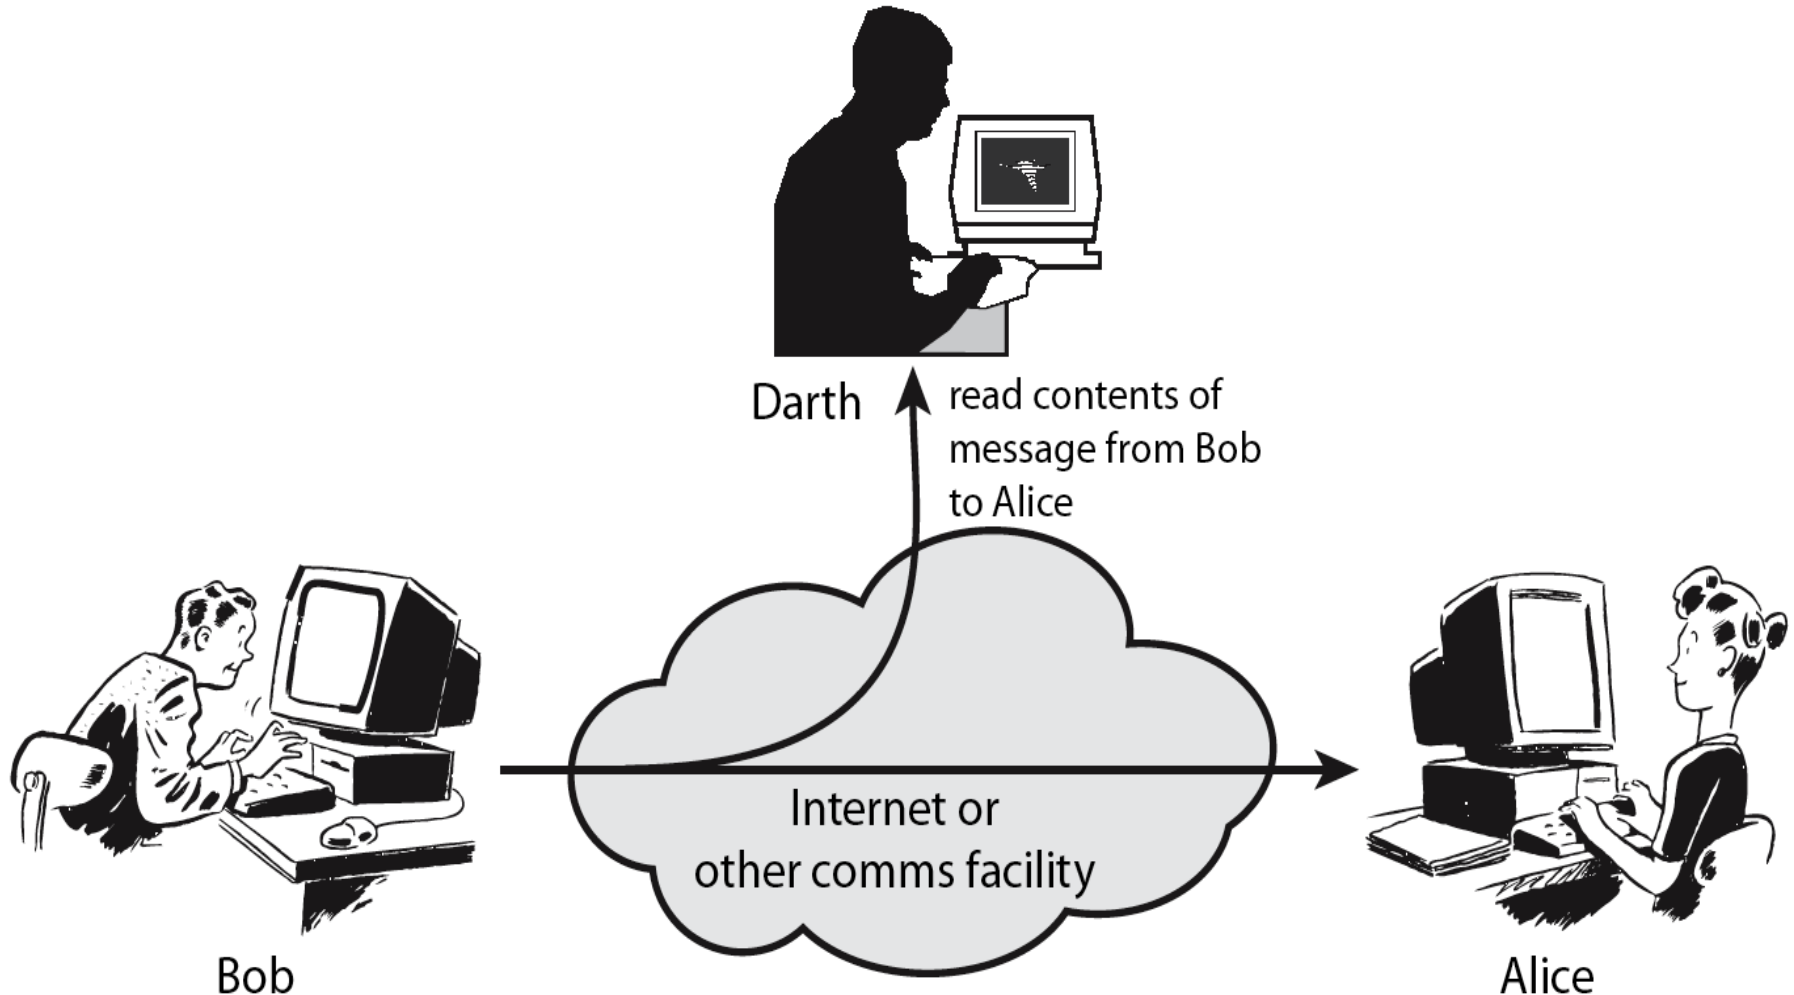 Darth
read contents of
message from Bob
to Alice
Internet or
other comms facility
Bob
Alice